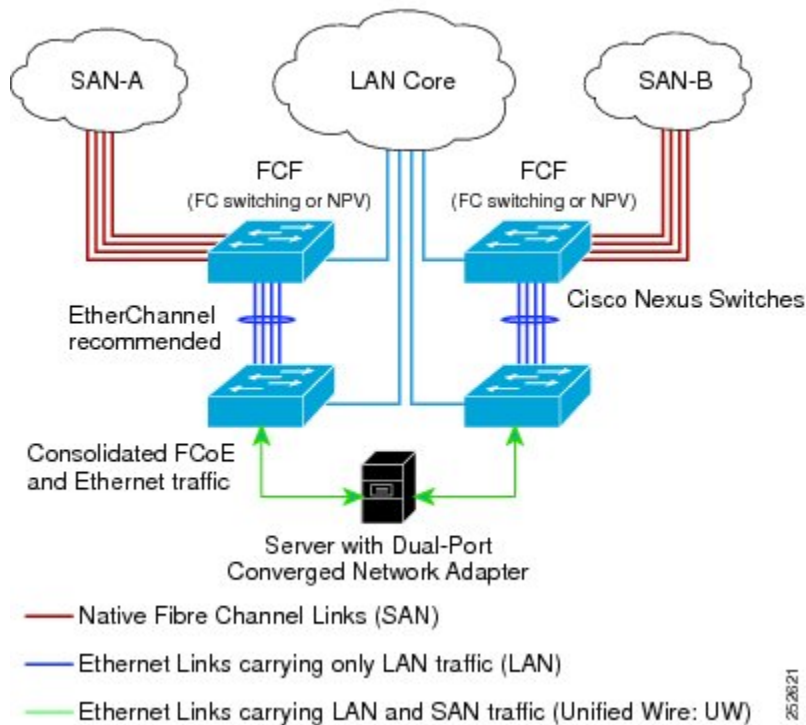 SAN-A
LAN Core
SAN-B
FCF
(FC switching or NPV)
FCF
(FC switching or NPV)
EtherChannel
recommended
Cisco Nexus Switches
Consolidated FCoE
and Ethernet traffic
Server with Dual-Port
Converged Network Adapter
Native Fibre Channel Links (SAN)
Ethernet Links carrying only LAN traffic (LAN)
Ethernet Links carrying LAN and SAN traffic (Unified Wire: UW)
252621